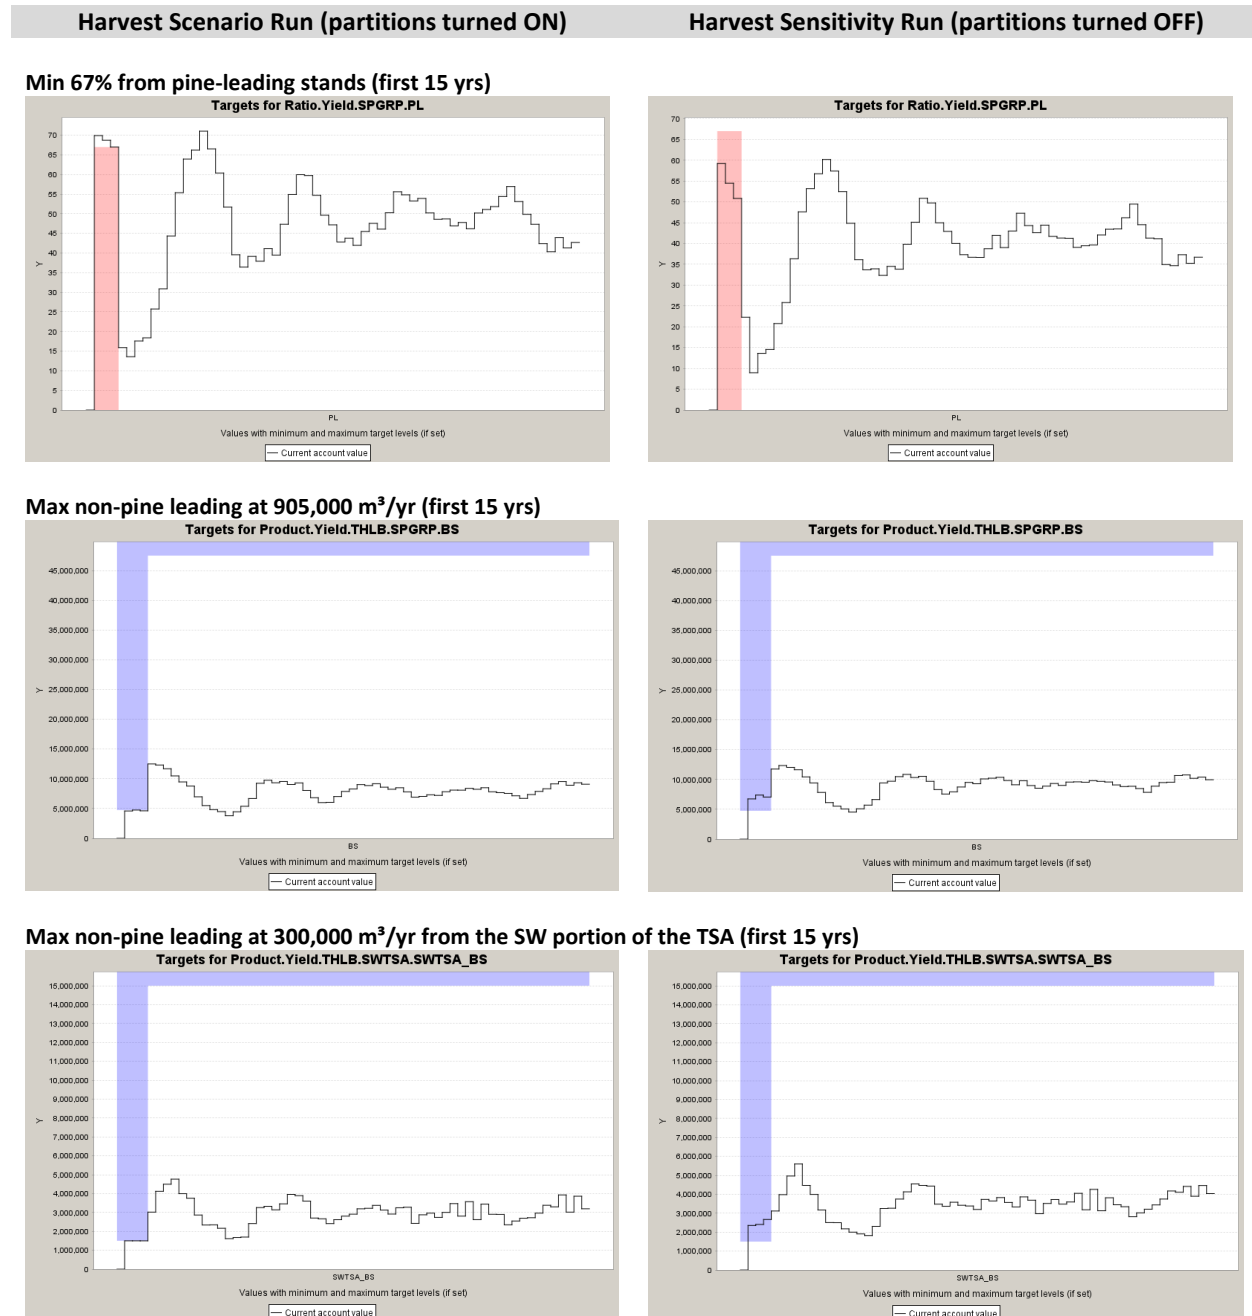 Harvest Scenario Run (partitions turned ON)
Harvest Sensitivity Run (partitions turned OFF)
Min 67% from pine-leading stands (first 15 yrs)
Targets for Ratio.Yield.SPGRP.PL
70
65
60
55
50
45
40
35
30
25
20
15
10
5
0
Y
PL
Values with minimum and maximum target levels (if set)
Current account value
Targets for Ratio.Yield.SPGRP.PL
70
65
60
55
50
45
40
35
30
25
20
15
10
5
0
Y
PL
Values with minimum and maximum target levels (if set)
Current account value
Max non-pine leading at 905,000 m³/yr (first 15 yrs)
Targets for Product.Yield.THLB.SPGRP.BS
45,000,000
40,000,000
35,000,000
30,000,000
25,000,000
20,000,000
15,000,000
10,000,000
5,000,000
0
Y
BS
Values with minimum and maximum target levels (if set)
Current account value
Targets for Product.Yield.THLB.SPGRP.BS
45,000,000
40,000,000
35,000,000
30,000,000
25,000,000
20,000,000
15,000,000
10,000,000
5,000,000
0
Y
BS
Values with minimum and maximum target levels (if set)
Current account value
Max non-pine leading at 300,000 m³/yr from the SW portion of the TSA (first 15 yrs)
Targets for Product.Yield.THLB.SWTSA.SWTSA_BS
15,000,000
14,000,000
13,000,000
12,000,000
11,000,000
10,000,000
9,000,000
8,000,000
7,000,000
6,000,000
5,000,000
4,000,000
3,000,000
2,000,000
1,000,000
0
Y
SWTSA_BS
Values with minimum and maximum target levels (if set)
Current account value
Targets for Product.Yield.THLB.SWTSA.SWTSA_BS
15,000,000
14,000,000
13,000,000
12,000,000
11,000,000
10,000,000
9,000,000
8,000,000
7,000,000
6,000,000
5,000,000
4,000,000
3,000,000
2,000,000
1,000,000
0
Y
SWTSA_BS
Values with minimum and maximum target levels (if set)
Current account value